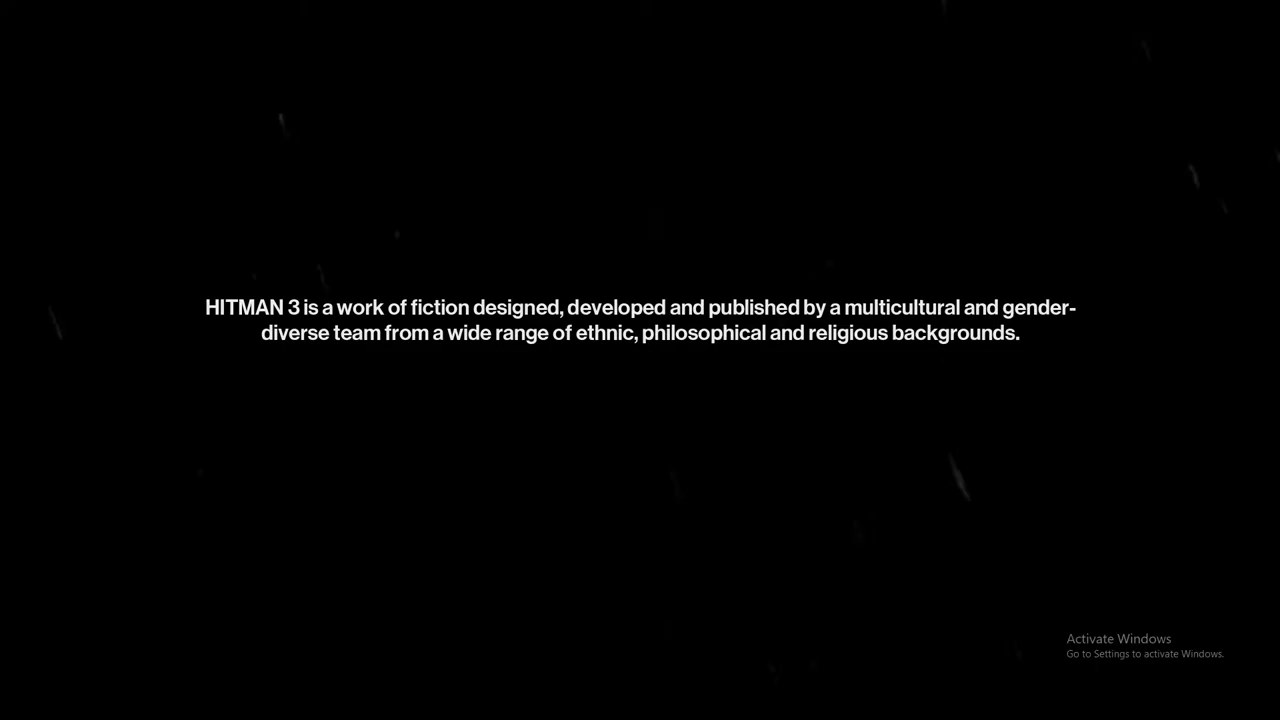 HITMAN 3 is a work of fiction designed, developed and published by a multicultural and gender-
diverse team from a wide range of ethnic, philosophical and religious backgrounds.
Activate Windows
Go to Settings to activate Windows.